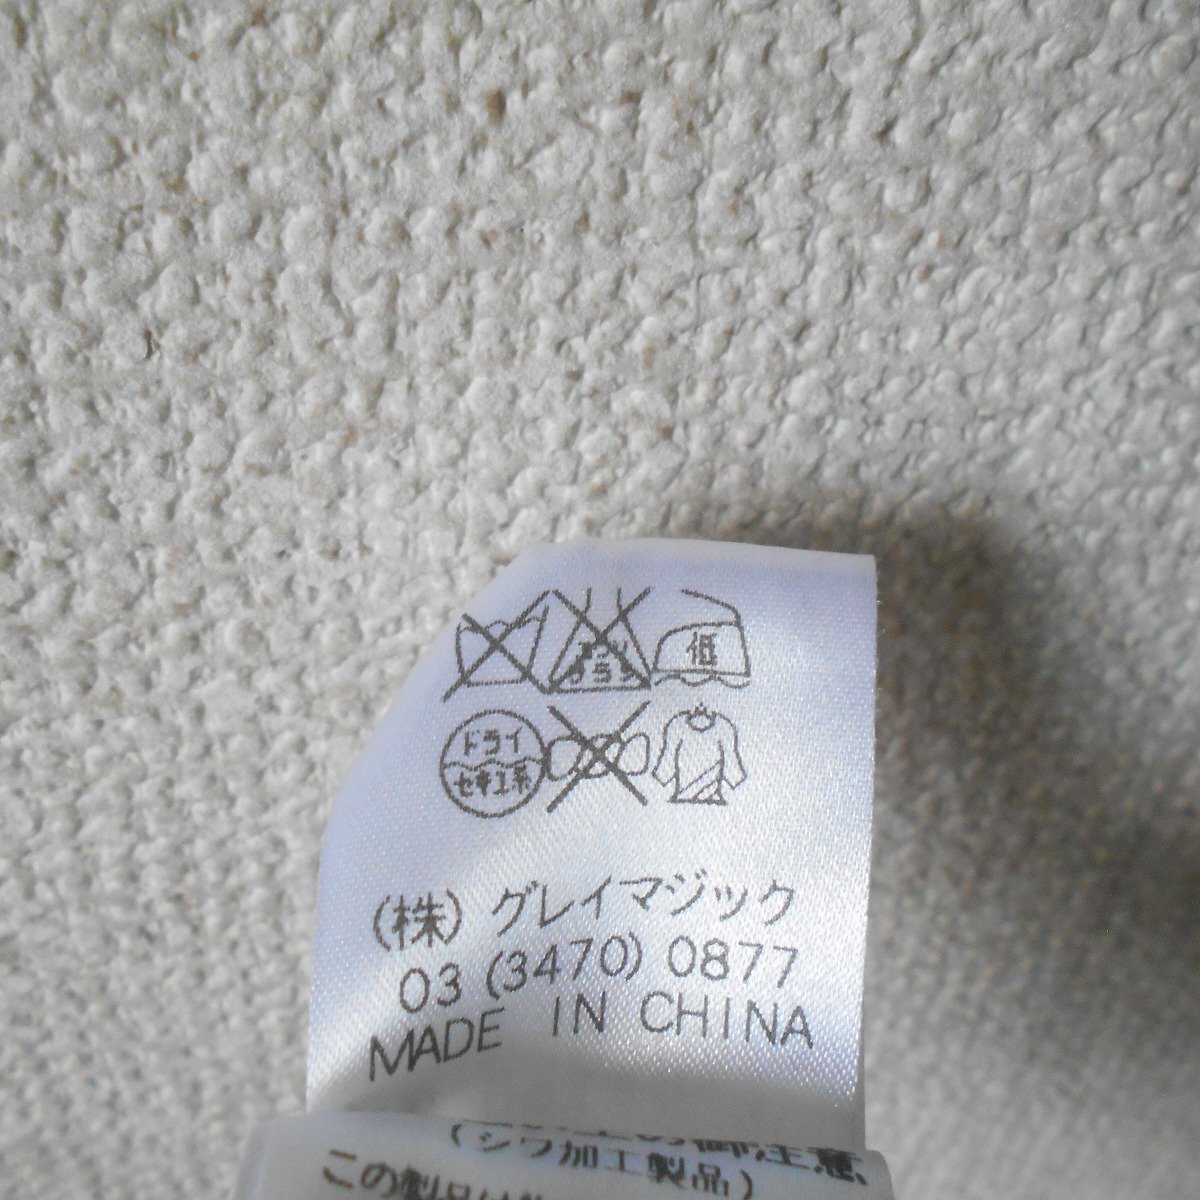 低
ドライ
セキユ系
(株) グレイマジック
03 (3470) 0877
MADE IN CHINA
(シワ加工製品)
この製品は